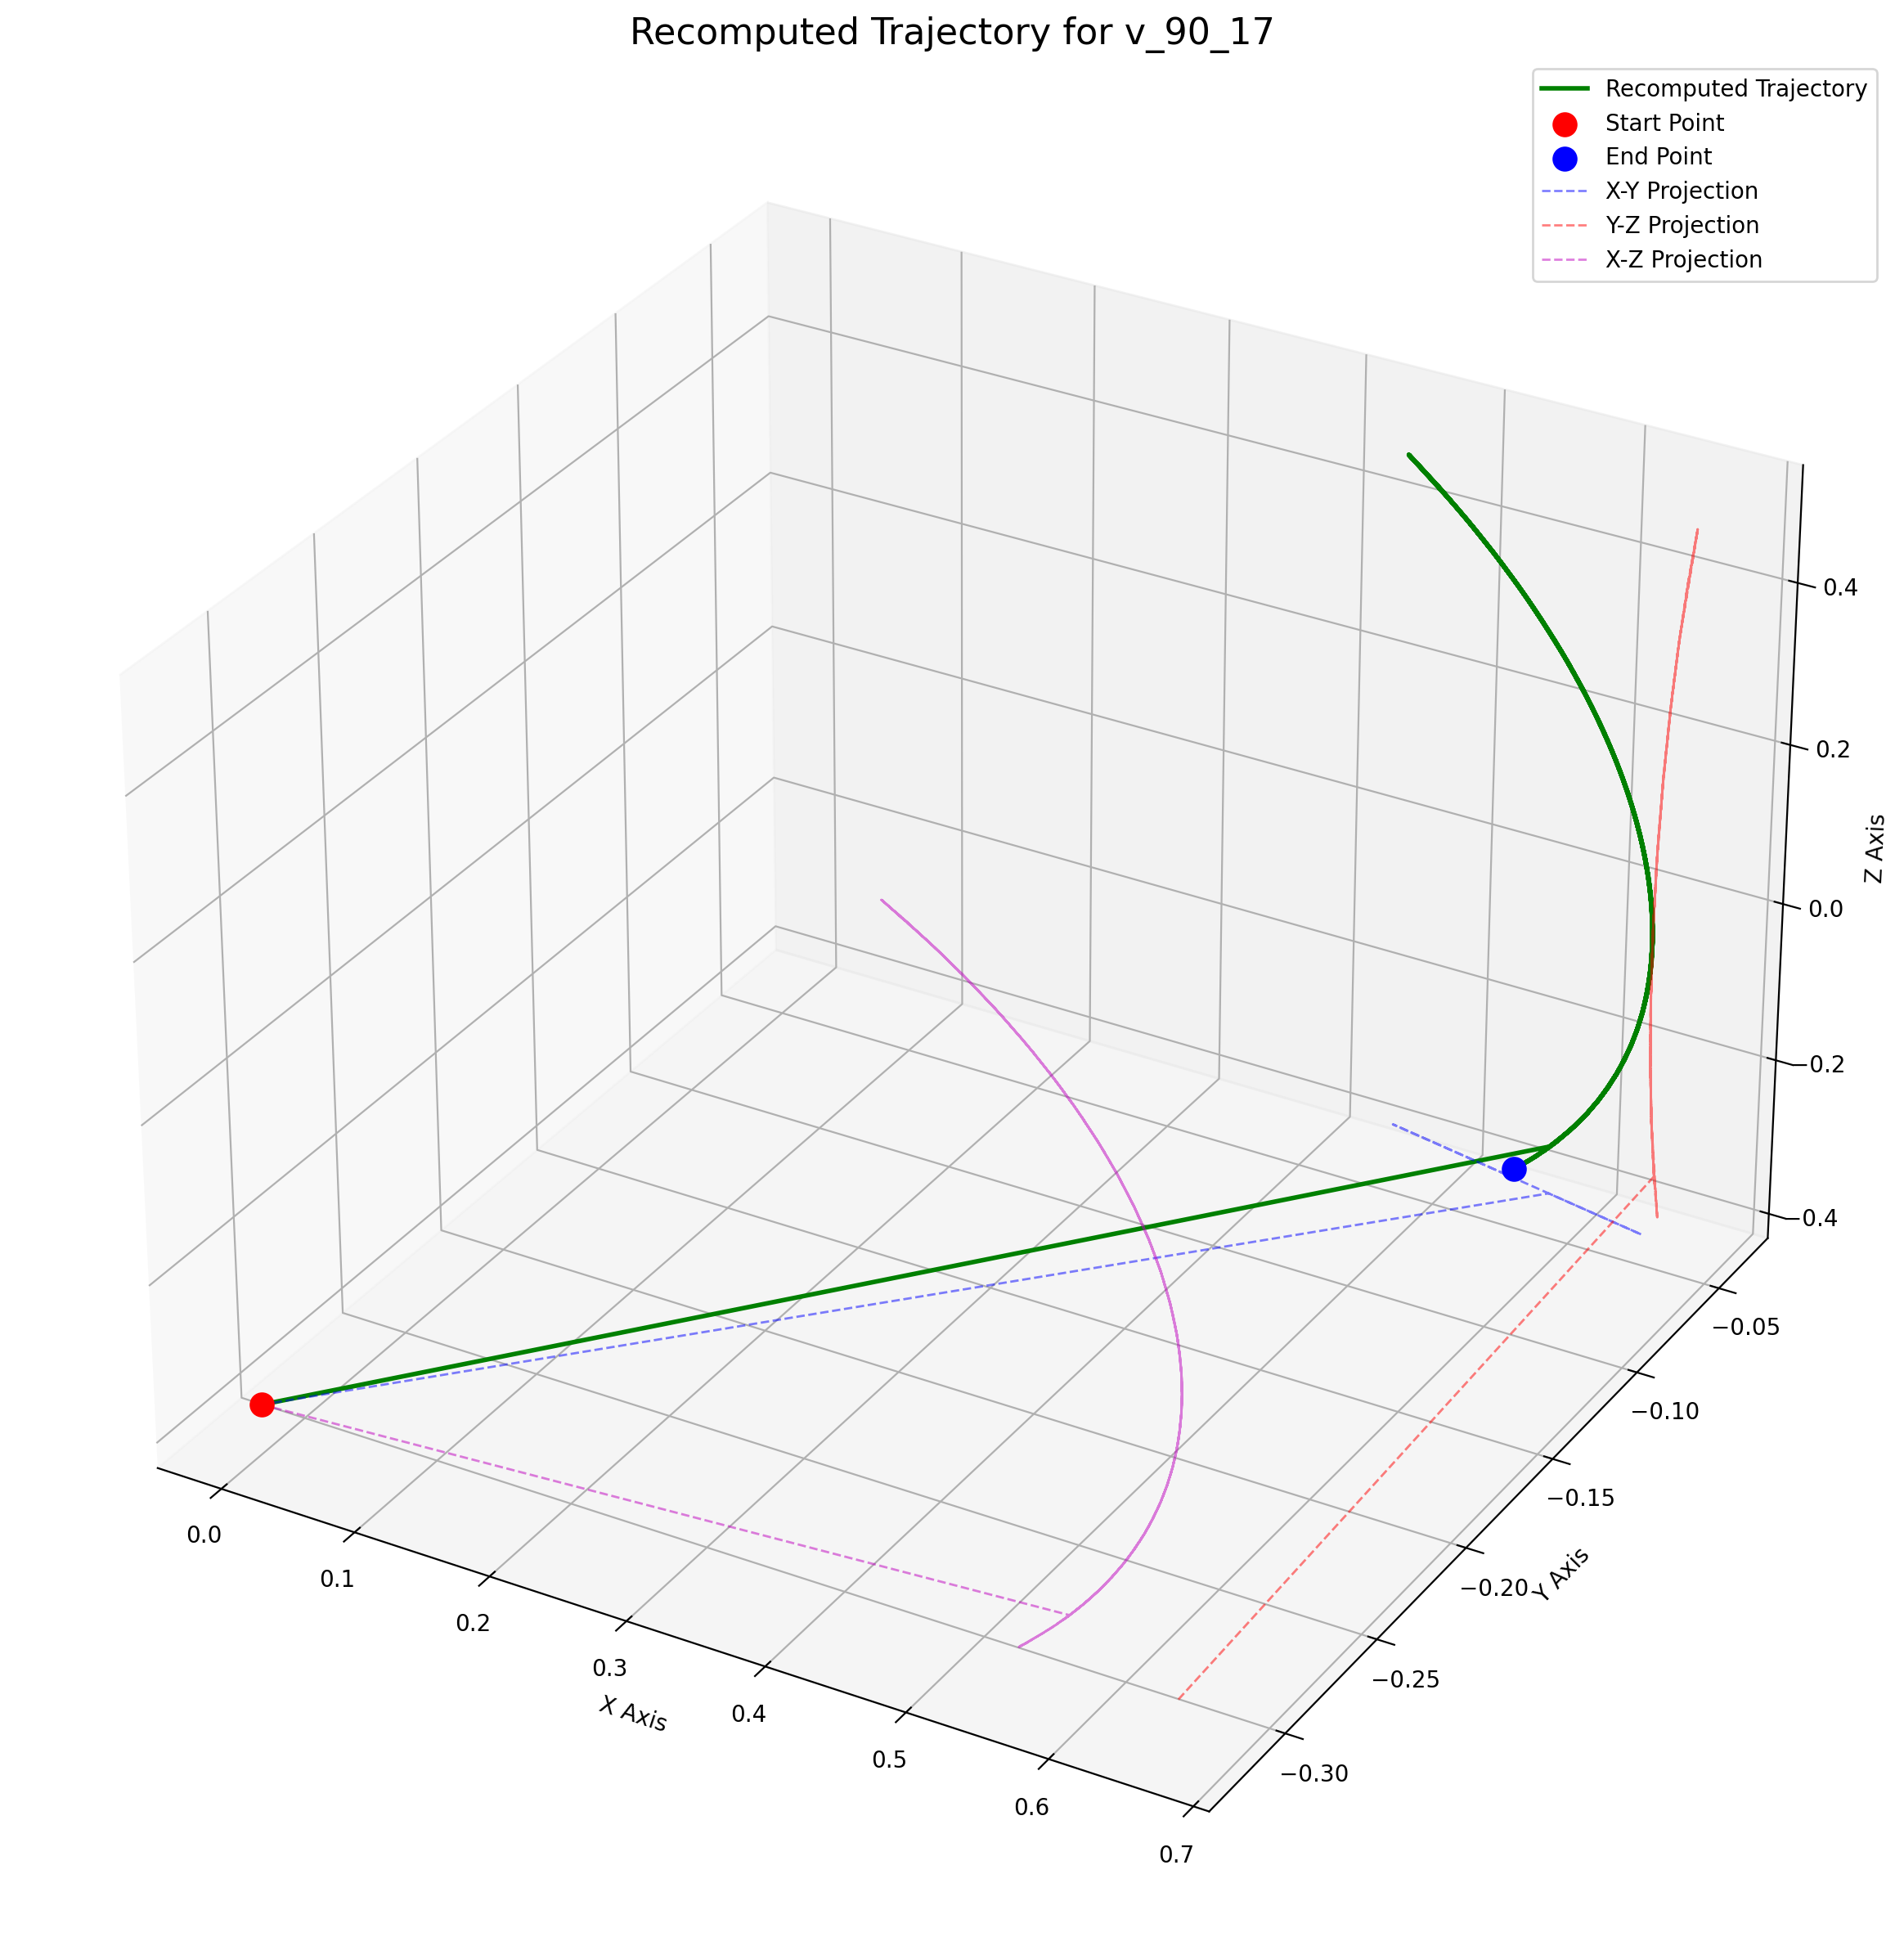 Recomputed Trajectory for v_90_17
Recomputed Trajectory
Start Point
End Point
X-Y Projection
Y-Z Projection
X-Z Projection
0.4
0.2
Z Axis
0.0
−0.2
−0.4
−0.05
−0.10
−0.15
−0.20
Y Axis
−0.25
−0.30
0.0
0.1
0.2
0.3
X Axis
0.4
0.5
0.6
0.7